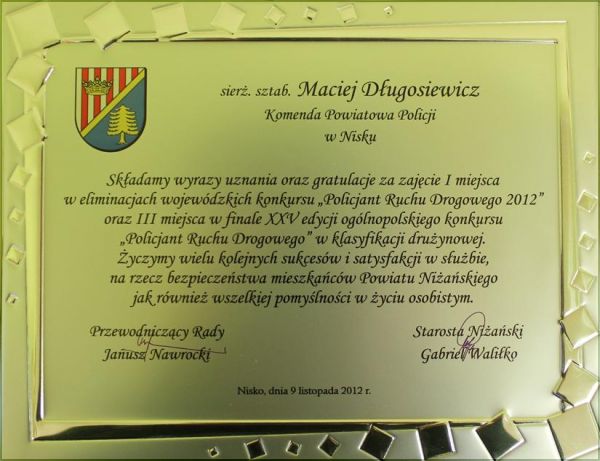 sierż. sztab. Maciej Długosiewicz
Komenda Powiatowa Policji
w Nisku
Składamy wyrazy uznania oraz gratulacje za zajęcie I miejsca
w eliminacjach wojewódzkich konkursu „Policjant Ruchu Drogowego 2012”
oraz III miejsca w finale XXV edycji ogólnopolskiego konkursu
„Policjant Ruchu Drogowego” w klasyfikacji drużynowej.
Życzymy wielu kolejnych sukcesów i satysfakcji w służbie,
na rzecz bezpieczeństwa mieszkańców Powiatu Niżańskiego
jak również wszelkiej pomyślności w życiu osobistym.
Przewodniczący Rady
Janusz Nawrocki
Starosta Niżański
Gabriel Waliłko
Nisko, dnia 9 listopada 2012 r.